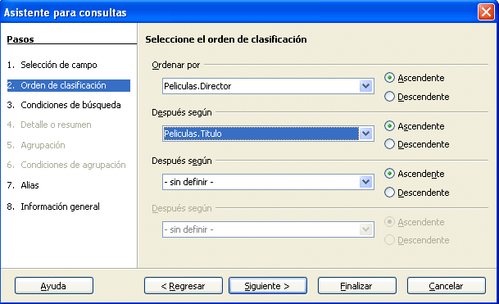 Asistente para consultas
Pasos
1. Selección de campo
2. Orden de clasificación
3. Condiciones de búsqueda
4. Detalle o resumen
5. Agrupación
6. Condiciones de agrupación
7. Alias
8. Información general
Seleccione el orden de clasificación
Ordenar por
Peliculas.Director
Ascendente
Descendente
Después según
Peliculas.Titulo
Ascendente
Descendente
Después según
- sin definir -
Ascendente
Descendente
Después según
- sin definir -
Ascendente
Descendente
Ayuda
< Regresar
Siguiente >
Finalizar
Cancelar